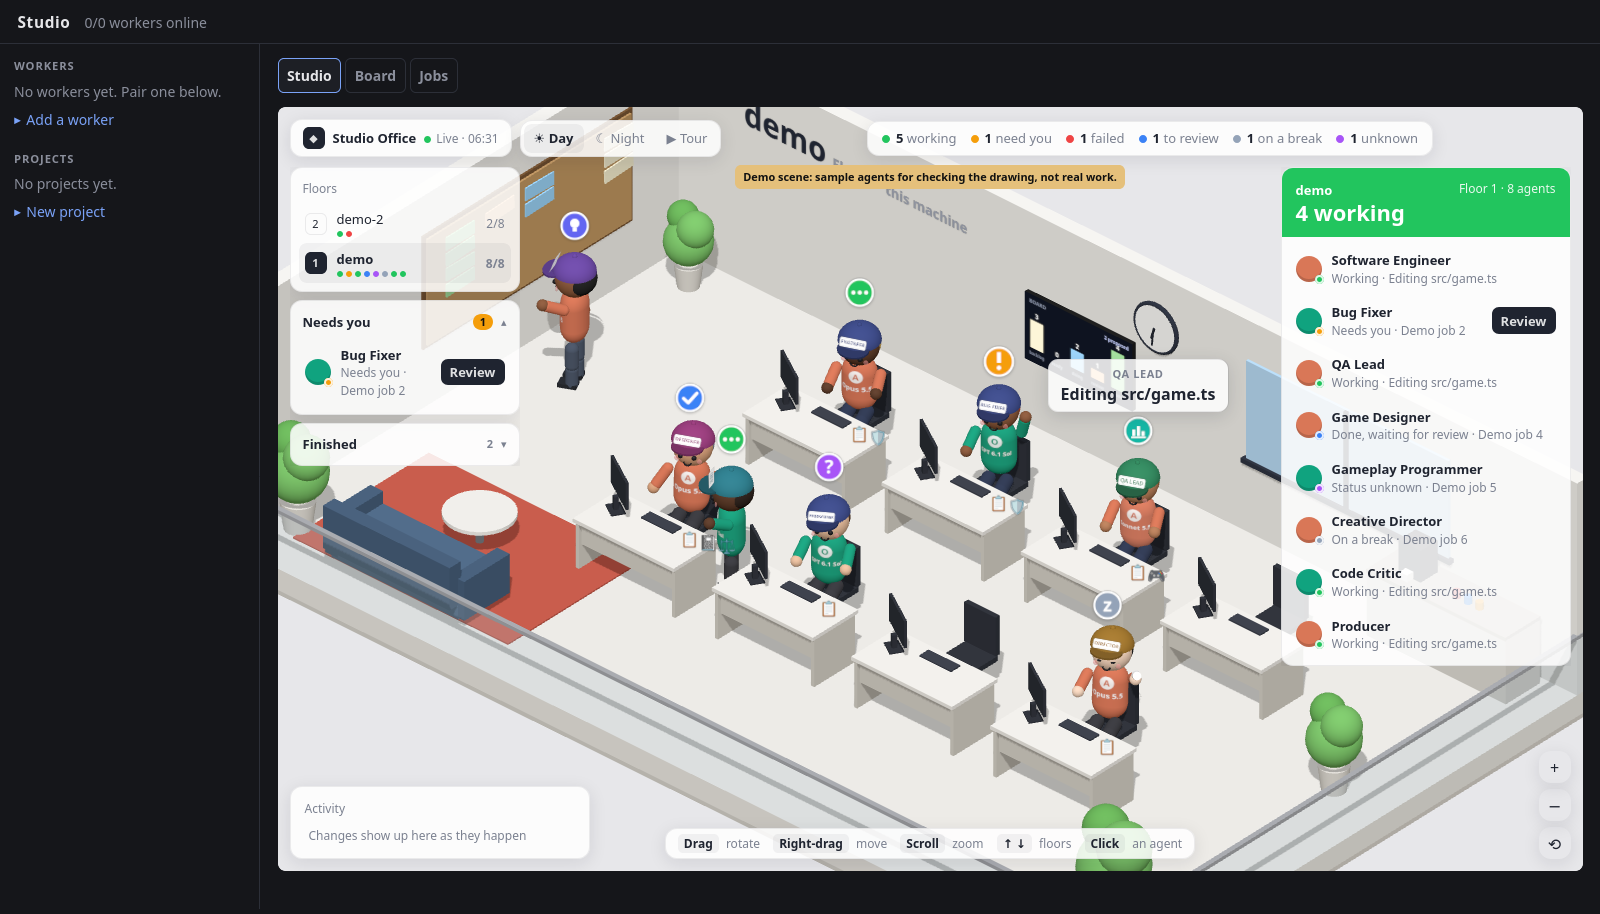 Studio 0/0 workers online
WORKERS
No workers yet. Pair one below.
▸ Add a worker
PROJECTS
No projects yet.
▸ New project
Studio Board Jobs
Studio Office Live · 06:31
☀ Day ☾ Night ▶ Tour
5 working 1 need you 1 failed 1 to review 1 on a break 1 unknown
Demo scene: sample agents for checking the drawing, not real work.
demo
this machine
Floors
2 demo-2 2/8
1 demo 8/8
Needs you 1 ▴
Bug Fixer
Needs you ·
Demo job 2
Review
Finished 2 ▾
BOARD
QA LEAD
Editing src/game.ts
QA LEAD
demo Floor 1 · 8 agents
4 working
Software Engineer
Working · Editing src/game.ts
Bug Fixer
Needs you · Demo job 2
Review
QA Lead
Working · Editing src/game.ts
Game Designer
Done, waiting for review · Demo job 4
Gameplay Programmer
Status unknown · Demo job 5
Creative Director
On a break · Demo job 6
Code Critic
Working · Editing src/game.ts
Producer
Working · Editing src/game.ts
Activity
Changes show up here as they happen
Drag rotate Right-drag move Scroll zoom ↑ ↓ floors Click an agent
+
−
⟲